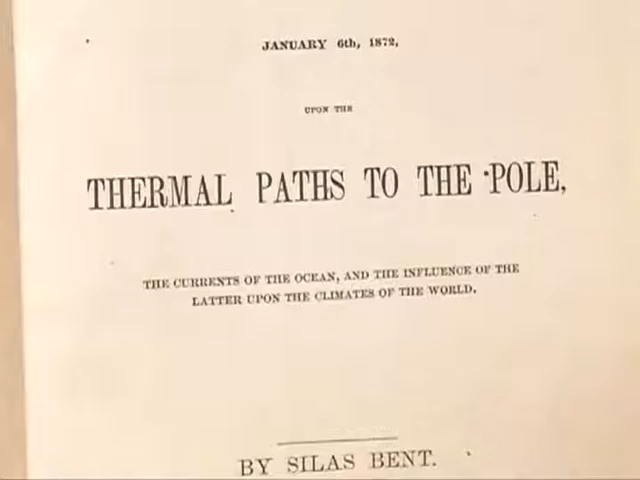 JANUARY 6th, 1872,
UPON THE
THERMAL PATHS TO THE POLE,
THE CURRENTS OF THE OCEAN, AND THE INFLUENCE OF THE
LATTER UPON THE CLIMATES OF THE WORLD.
BY SILAS BENT.